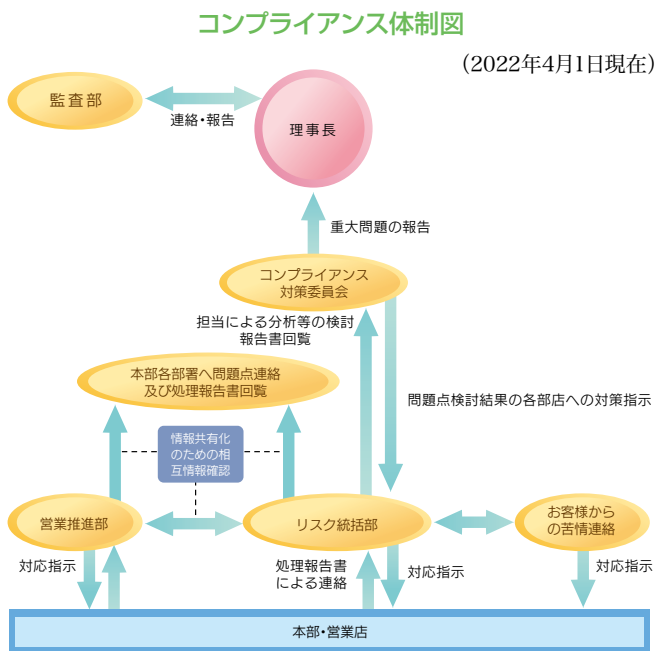 コンプライアンス体制図
（2022年4月1日現在）
監査部
連絡・報告
理事長
重大問題の報告
コンプライアンス
対策委員会
担当による分析等の検討
報告書回覧
本部各部署へ問題点連絡
及び処理報告書回覧
問題点検討結果の各部店への対策指示
情報共有化
のための相
互情報確認
営業推進部
リスク統括部
お客様から
の苦情連絡
対応指示
処理報告書
による連絡
対応指示
対応指示
本部・営業店